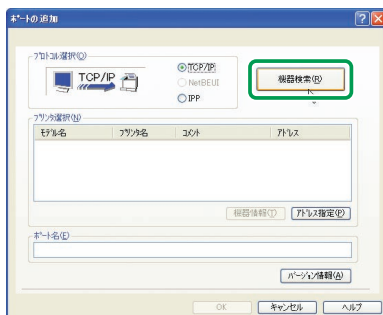 ポートの追加
プロトコル選択(O)
TCP/IP
TCP/IP
NetBEUI
IPP
機器検索(R)
プリンタ選択(N)
モデル名 プリンタ名 コメント アドレス
機器情報(I) アドレス指定(P)
ポート名(E)
バージョン情報(A)
OK キャンセル ヘルプ